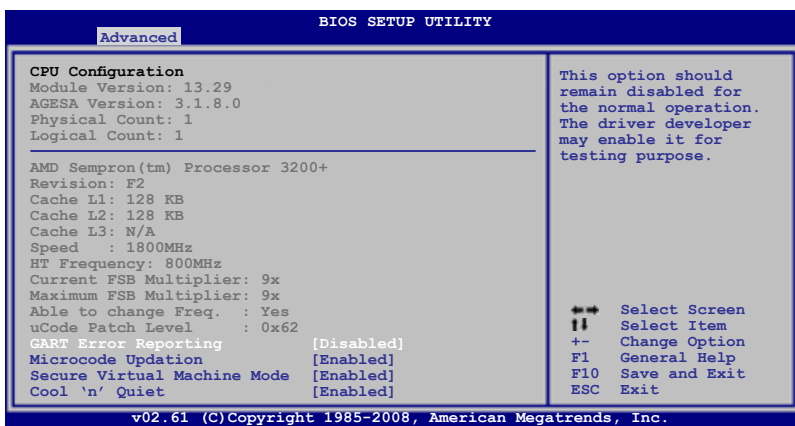 BIOS SETUP UTILITY
Advanced
CPU Configuration
Module Version: 13.29
AGESA Version: 3.1.8.0
Physical Count: 1
Logical Count: 1
AMD Sempron(tm) Processor 3200+
Revision: F2
Cache L1: 128 KB
Cache L2: 128 KB
Cache L3: N/A
Speed   : 1800MHz
HT Frequency: 800MHz
Current FSB Multiplier: 9x
Maximum FSB Multiplier: 9x
Able to change Freq.  : Yes
uCode Patch Level     : 0x62
GART Error Reporting [Disabled]
Microcode Updation [Enabled]
Secure Virtual Machine Mode [Enabled]
Cool ‘n’ Quiet [Enabled]
This option should
remain disabled for
the normal operation.
The driver developer
may enable it for
testing purpose.
←→ Select Screen
↑↓ Select Item
+- Change Option
F1 General Help
F10 Save and Exit
ESC Exit
v02.61 (C)Copyright 1985-2008, American Megatrends, Inc.